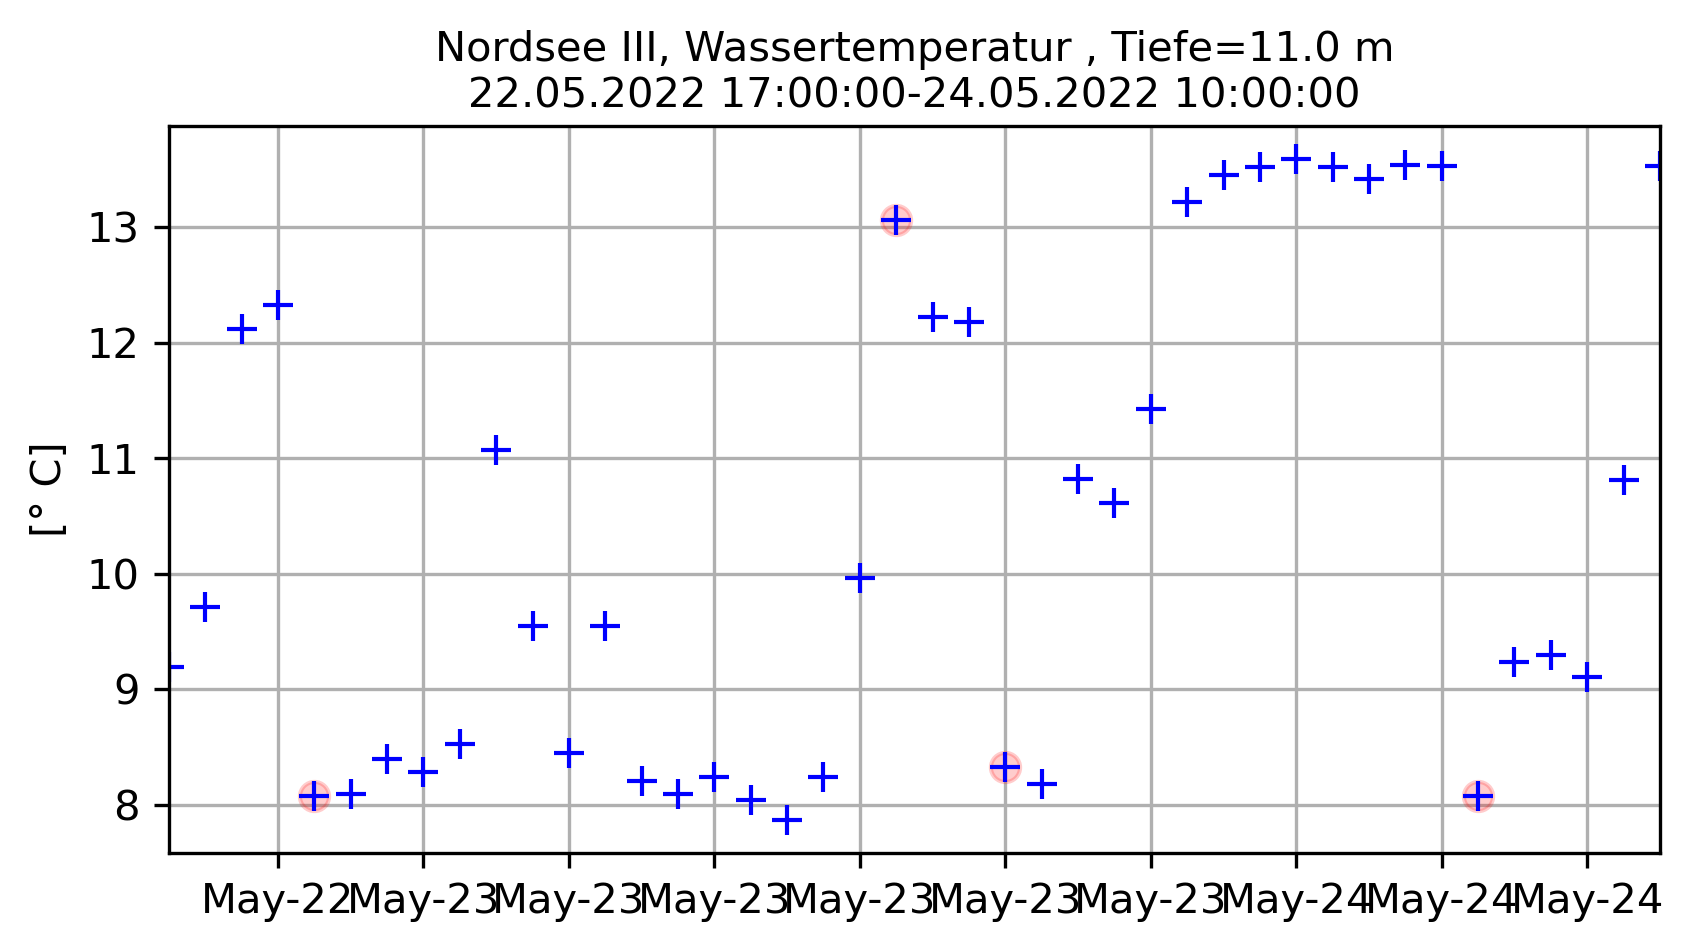 Nordsee III, Wassertemperatur , Tiefe=11.0 m
22.05.2022 17:00:00-24.05.2022 10:00:00
13
12
11
10
9
8
[° C]
May-22 May-23 May-23 May-23 May-23 May-23 May-23 May-24 May-24 May-24